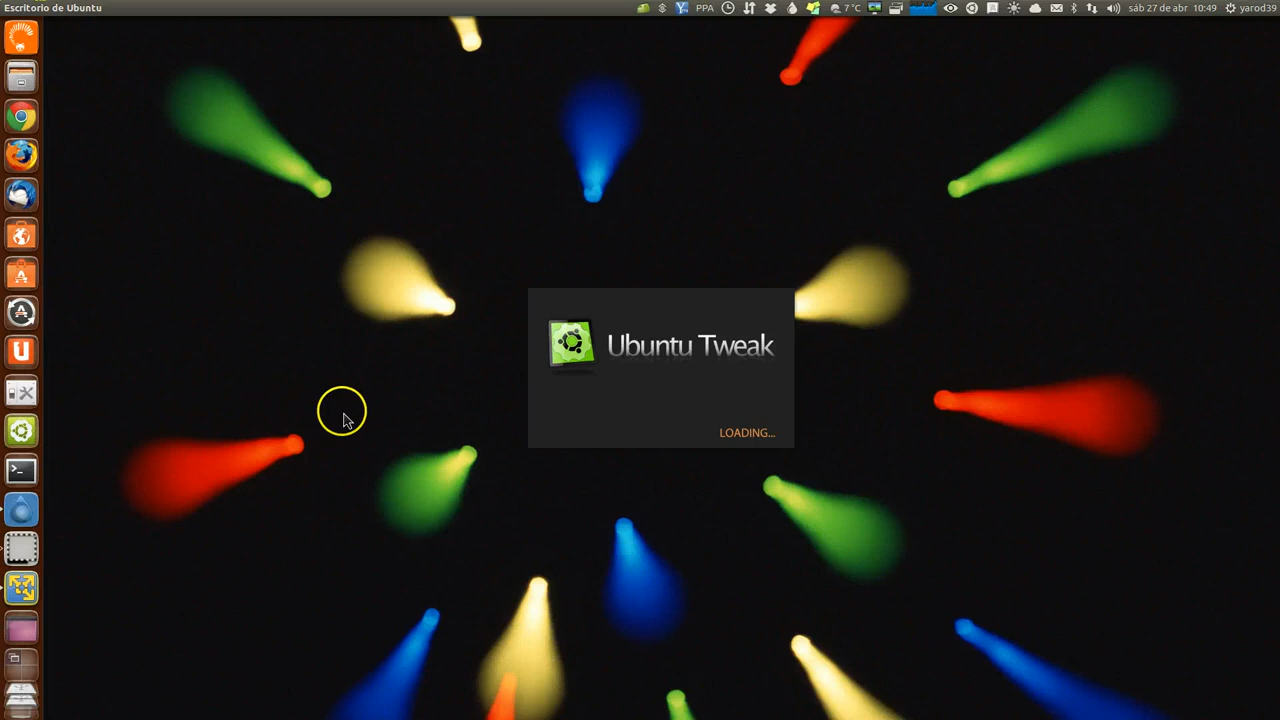 Escritorio de Ubuntu
PPA
7 °C
sáb 27 de abr
10:49
yarod39
Ubuntu Tweak
LOADING...